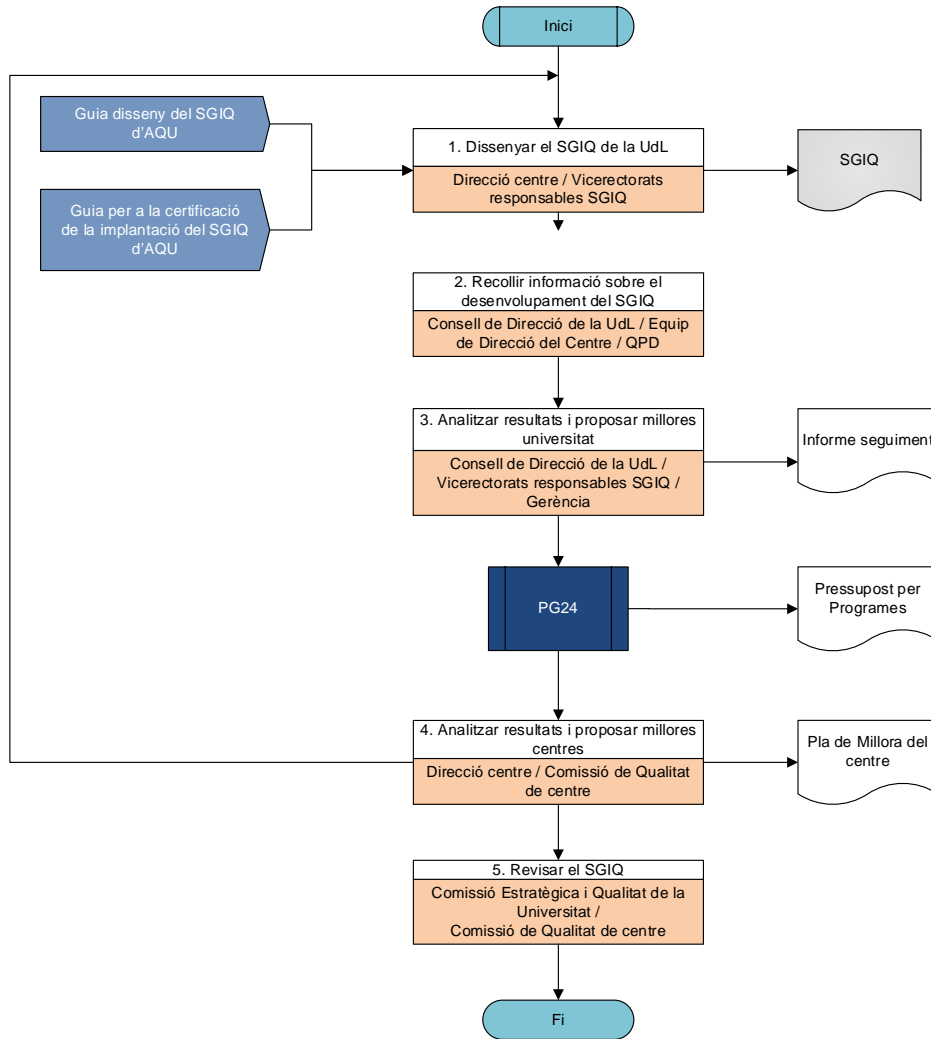 Inici
Guia disseny del SGIQ
d'AQU
1. Dissenyar el SGIQ de la UdL
Direcció centre / Vicerectorats
responsables SGIQ
SGIQ
Guia per a la certificació
de la implantació del SGIQ
d'AQU
2. Recollir informació sobre el
desenvolupament del SGIQ
Consell de Direcció de la UdL / Equip
de Direcció del Centre / QPD
3. Analitzar resultats i proposar millores
universitat
Consell de Direcció de la UdL /
Vicerectorats responsables SGIQ /
Gerència
Informe seguiment
PG24
Pressupost per
Programes
4. Analitzar resultats i proposar millores
centres
Direcció centre / Comissió de Qualitat
de centre
Pla de Millora del
centre
5. Revisar el SGIQ
Comissió Estratègica i Qualitat de la
Universitat /
Comissió de Qualitat de centre
Fi